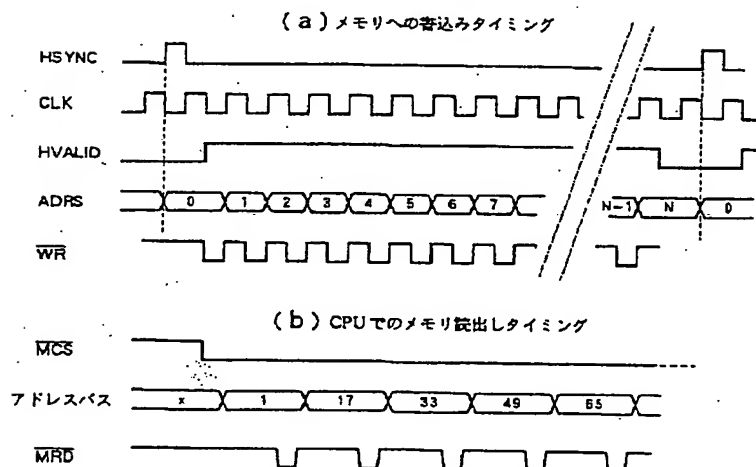 (a) メモリへの書込みタイミング
HSYNC
CLK
HVALID
ADRS 0 1 2 3 4 5 6 7 N-1 N 0
WR
(b) CPUでのメモリ読出しタイミング
MCS
アドレスバス x 1 17 33 49 65
MRD